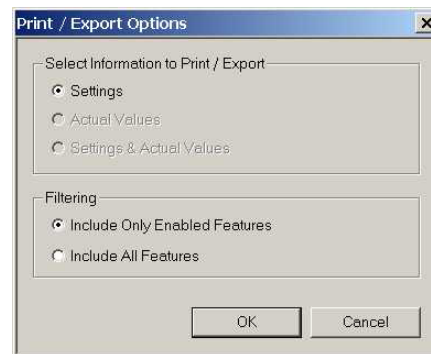 Print / Export Options
Select Information to Print / Export
Settings
Actual Values
Settings & Actual Values
Filtering
Include Only Enabled Features
Include All Features
OK Cancel